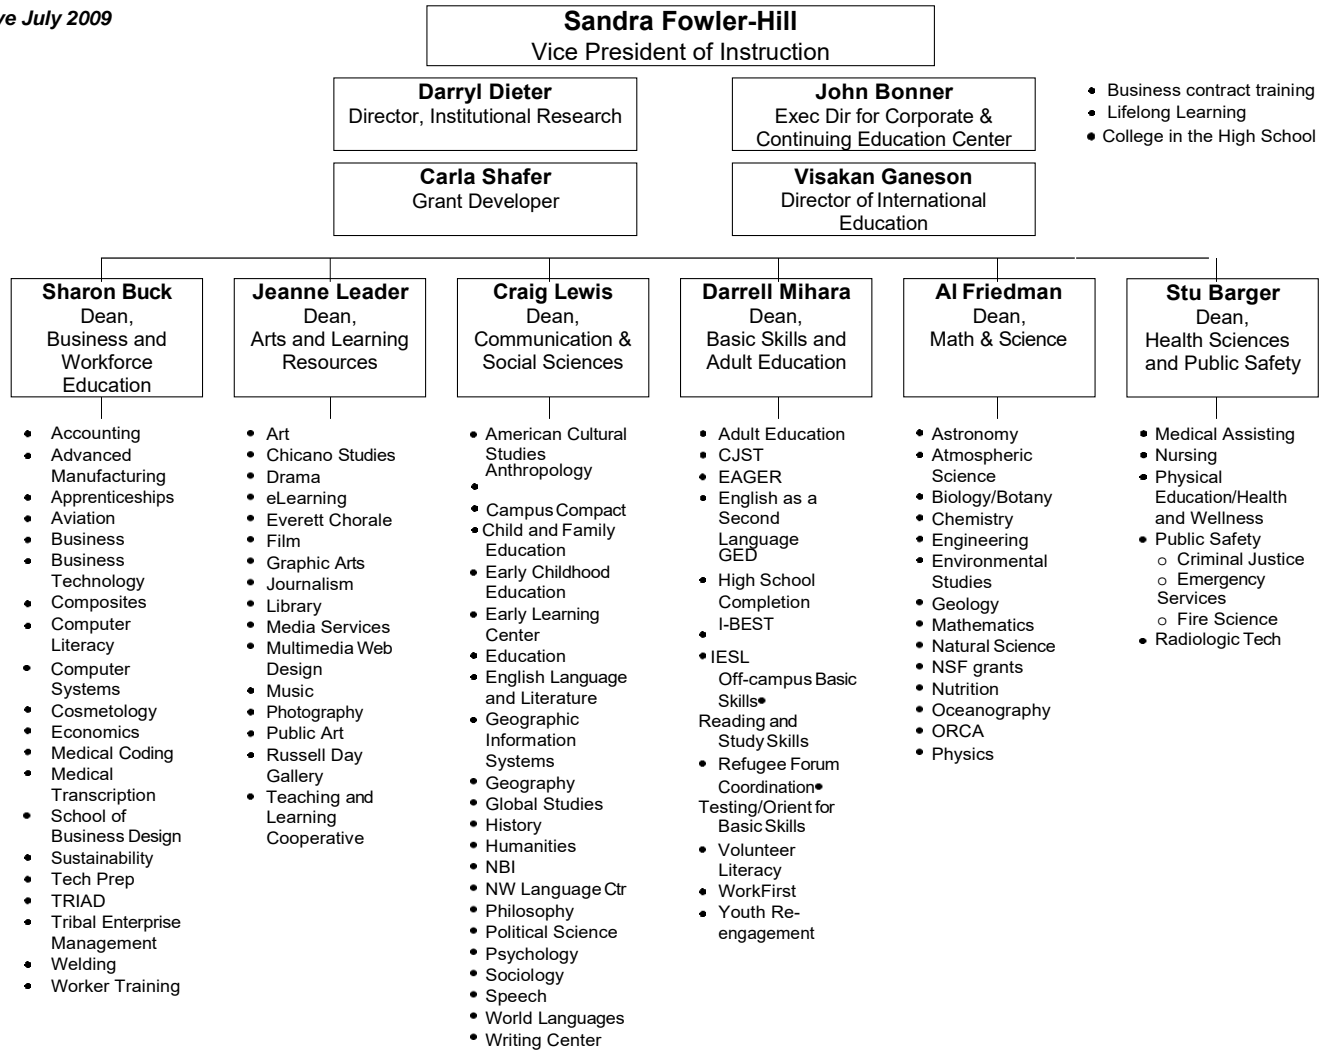 ve July 2009
Sandra Fowler-Hill
Vice President of Instruction
Darryl Dieter
Director, Institutional Research
John Bonner
Exec Dir for Corporate &
Continuing Education Center
• Business contract training
• Lifelong Learning
• College in the High School
Carla Shafer
Grant Developer
Visakan Ganeson
Director of International
Education
Sharon Buck
Dean,
Business and
Workforce
Education
Jeanne Leader
Dean,
Arts and Learning
Resources
Craig Lewis
Dean,
Communication &
Social Sciences
Darrell Mihara
Dean,
Basic Skills and
Adult Education
Al Friedman
Dean,
Math & Science
Stu Barger
Dean,
Health Sciences
and Public Safety
• Accounting
• Advanced
Manufacturing
• Apprenticeships
• Aviation
• Business
• Business
Technology
• Composites
• Computer
Literacy
• Computer
Systems
• Cosmetology
• Economics
• Medical Coding
• Medical
Transcription
• School of
Business Design
• Sustainability
• Tech Prep
• TRIAD
• Tribal Enterprise
Management
• Welding
• Worker Training
• Art
• Chicano Studies
• Drama
• eLearning
• Everett Chorale
• Film
• Graphic Arts
• Journalism
• Library
• Media Services
• Multimedia Web
Design
• Music
• Photography
• Public Art
• Russell Day
Gallery
• Teaching and
Learning
Cooperative
• American Cultural
Studies
Anthropology
•
• Campus Compact
• Child and Family
Education
• Early Childhood
Education
• Early Learning
Center
• Education
• English Language
and Literature
• Geographic
Information
Systems
• Geography
• Global Studies
• History
• Humanities
• NBI
• NW Language Ctr
• Philosophy
• Political Science
• Psychology
• Sociology
• Speech
• World Languages
• Writing Center
• Adult Education
• CJST
• EAGER
• English as a
Second
Language
GED
• High School
Completion
I-BEST
•
• IESL
Off-campus Basic
Skills•
Reading and
Study Skills
• Refugee Forum
Coordination•
Testing/Orient for
Basic Skills
• Volunteer
Literacy
• WorkFirst
• Youth Re-
engagement
• Astronomy
• Atmospheric
Science
• Biology/Botany
• Chemistry
• Engineering
• Environmental
Studies
• Geology
• Mathematics
• Natural Science
• NSF grants
• Nutrition
• Oceanography
• ORCA
• Physics
• Medical Assisting
• Nursing
• Physical
Education/Health
and Wellness
• Public Safety
o Criminal Justice
o Emergency
Services
o Fire Science
• Radiologic Tech